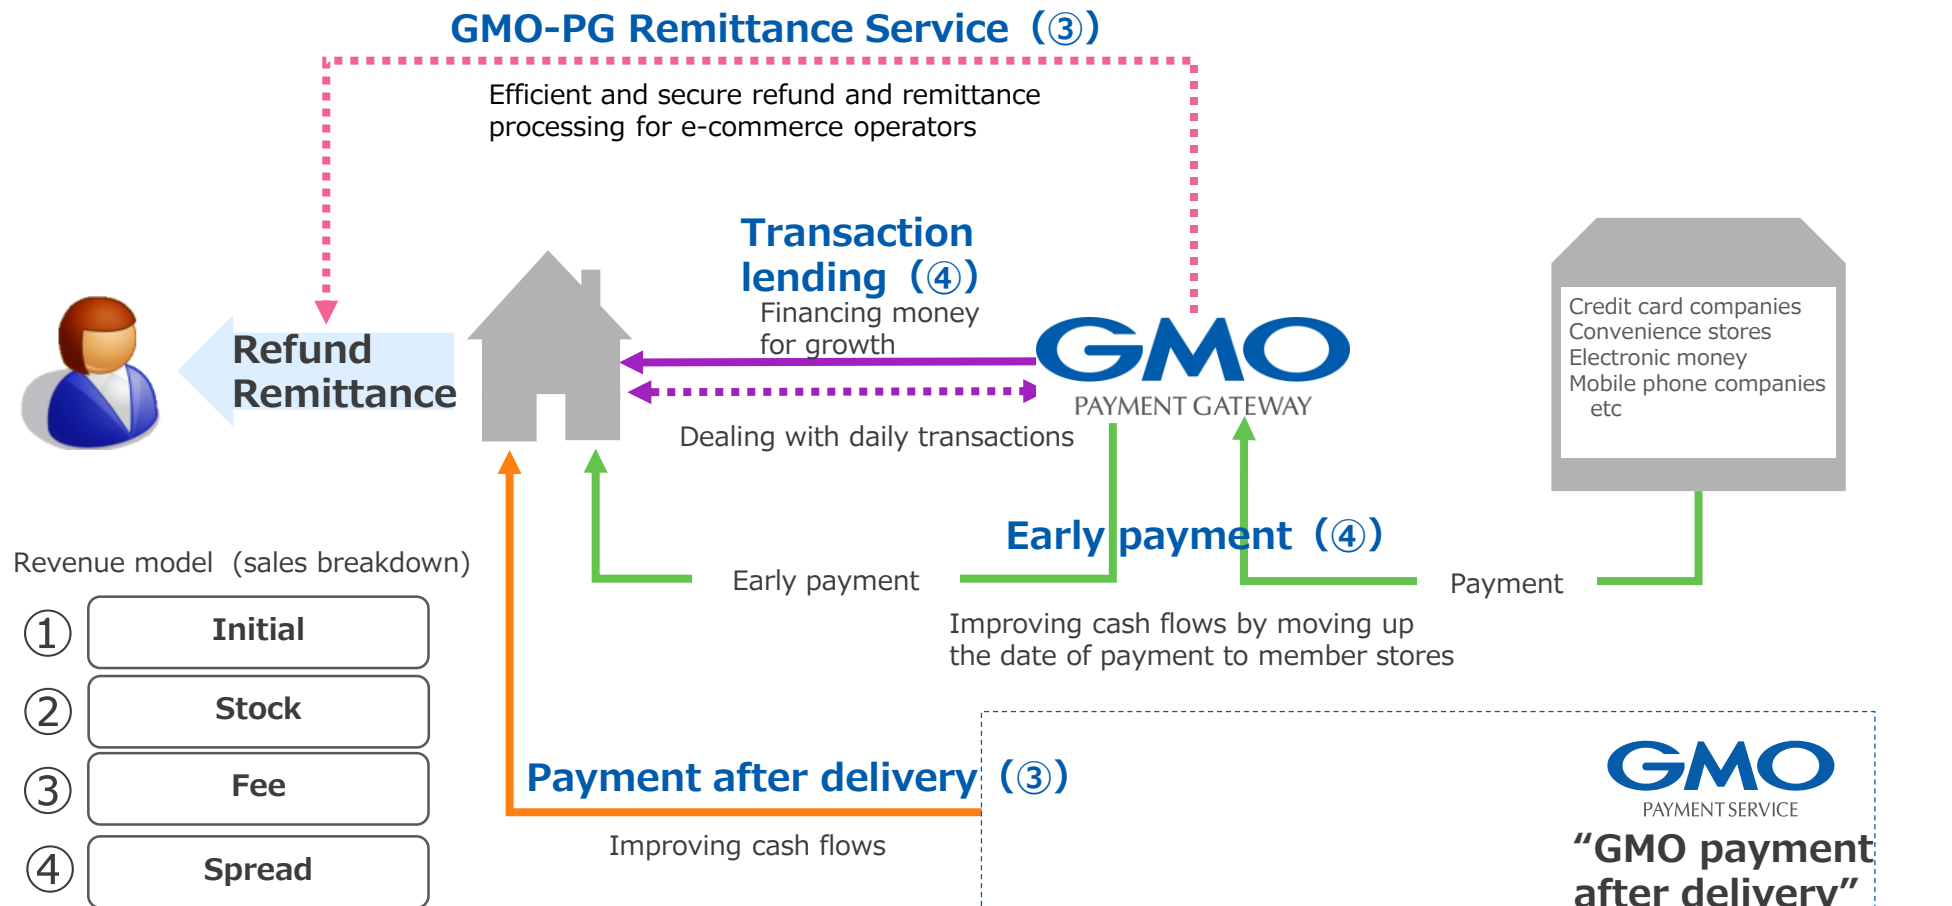 GMO-PG Remittance Service（③）
Efficient and secure refund and remittance
processing for e-commerce operators
Transaction
lending（④）
Financing money
for growth
Refund
Remittance
GMO
PAYMENT GATEWAY
Credit card companies
Convenience stores
Electronic money
Mobile phone companies
etc
Dealing with daily transactions
Early payment（④）
Early payment
Payment
Improving cash flows by moving up
the date of payment to member stores
Revenue model (sales breakdown)
① Initial
② Stock
③ Fee
④ Spread
Payment after delivery（③）
Improving cash flows
GMO
PAYMENT SERVICE
“GMO payment
after delivery”